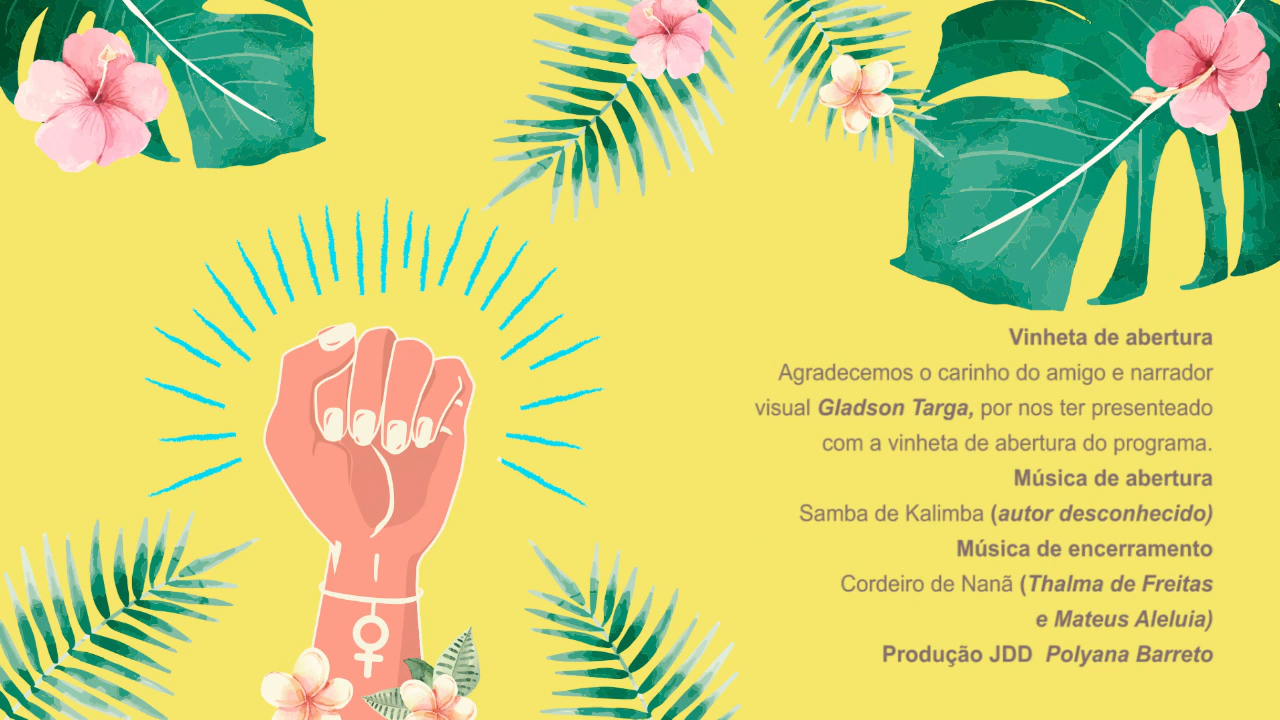 Vinheta de abertura
Agradecemos o carinho do amigo e narrador
visual Gladson Targa, por nos ter presenteado
com a vinheta de abertura do programa.
Música de abertura
Samba de Kalimba (autor desconhecido)
Música de encerramento
Cordeiro de Nanã (Thalma de Freitas
e Mateus Aleluia)
Produção JDD Polyana Barreto